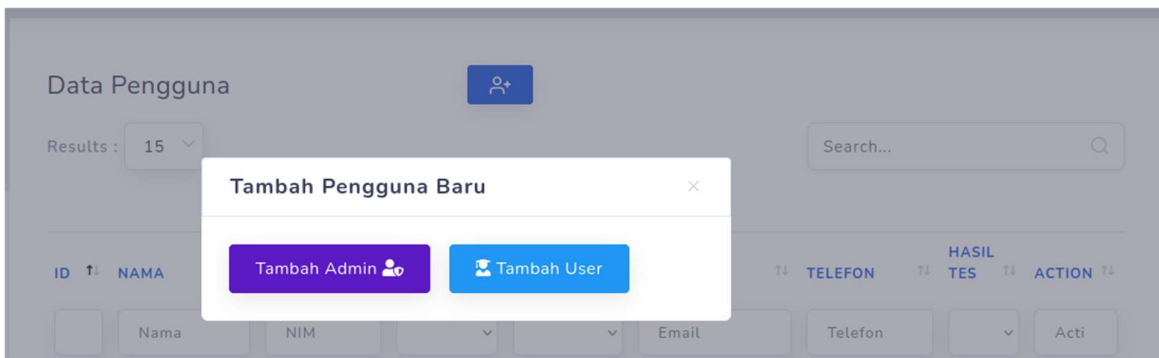 Data Pengguna
Results : 15
Search...
Tambah Pengguna Baru
Tambah Admin
Tambah User
ID NAMA TELEFON HASIL TES ACTION
Nama NIM Email Telefon Acti